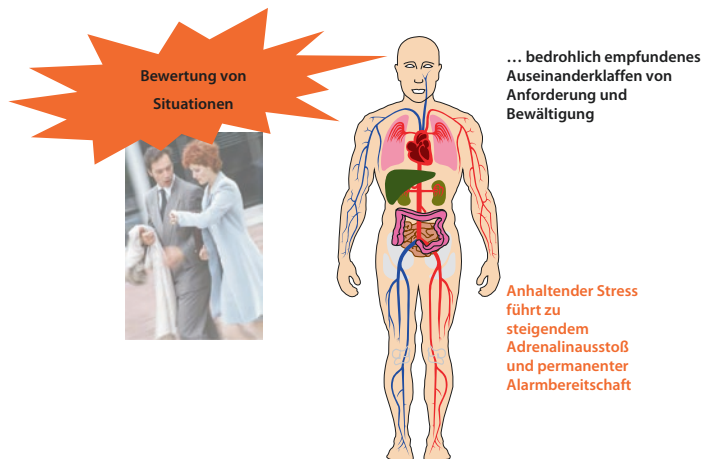 Bewertung von
Situationen
… bedrohlich empfundenes
Auseinanderklaffen von
Anforderung und
Bewältigung
Anhaltender Stress
führt zu
steigendem
Adrenalinausstoß
und permanenter
Alarmbereitschaft